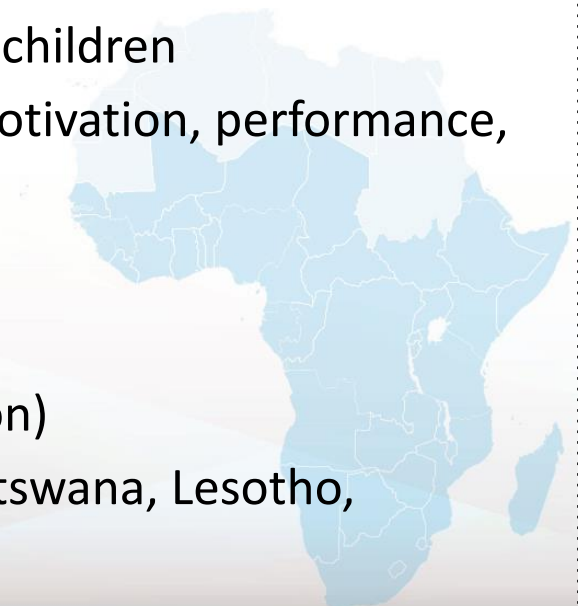 children
otivation, performance,
on)
tswana, Lesotho,